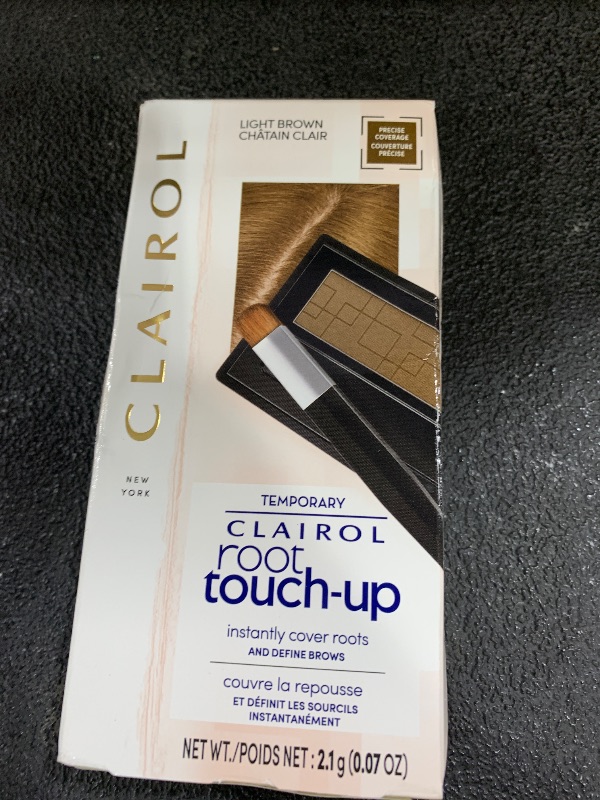 LIGHT BROWN
CHÂTAIN CLAIR
PRECISE
COVERAGE
COUVERTURE
PRÉCISE
CLAIROL
NEW
YORK
TEMPORARY
CLAIROL
root
touch-up
instantly cover roots
AND DEFINE BROWS
couvre la repousse
ET DÉFINIT LES SOURCILS
INSTANTANÉMENT
NET WT./POIDS NET : 2.1 g (0.07 OZ)